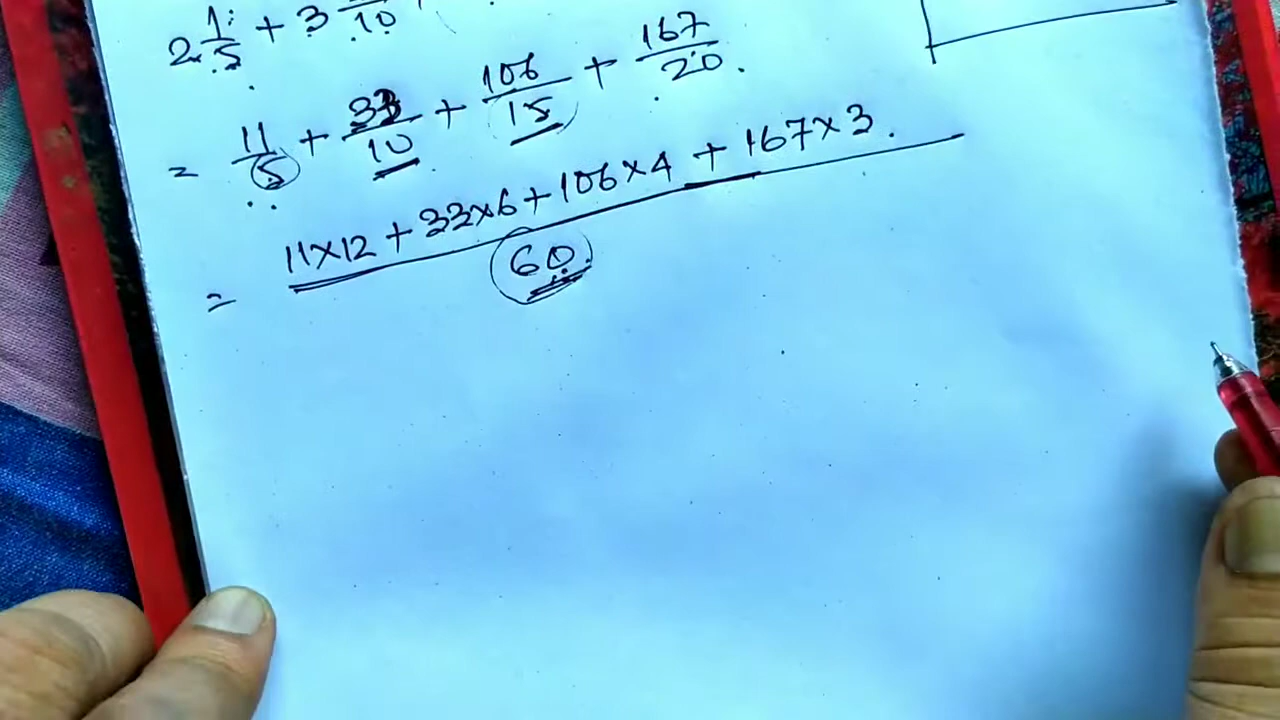 2 1/5 + 3 /10
= 11/5 + 33/10 + 106/15 + 167/20
= 11×12 + 33×6 + 106×4 + 167×3 / 60